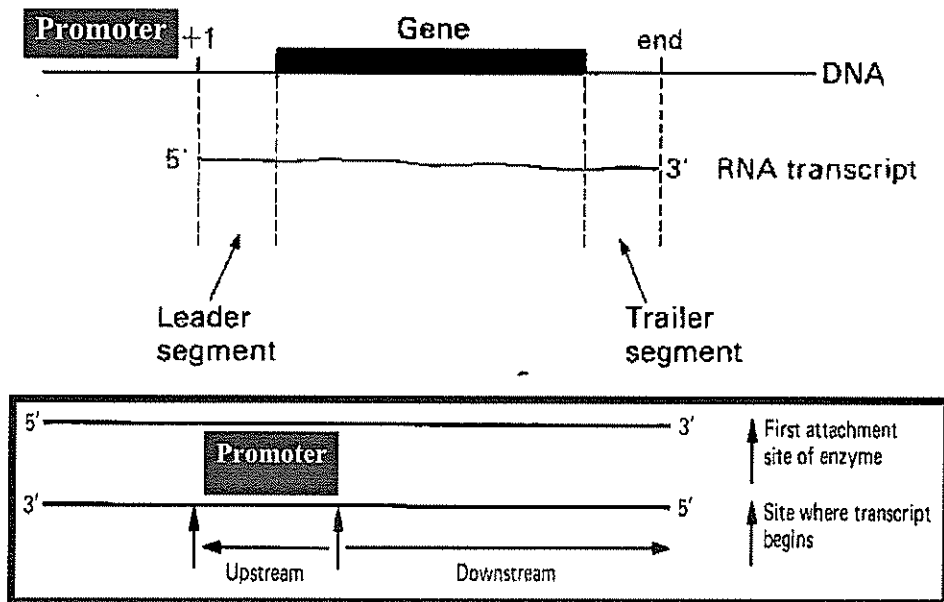 Promoter +1 Gene end
DNA
5' 3' RNA transcript
Leader segment
Trailer segment
5' 3'
Promoter
3' 5'
Upstream Downstream
First attachment site of enzyme
Site where transcript begins